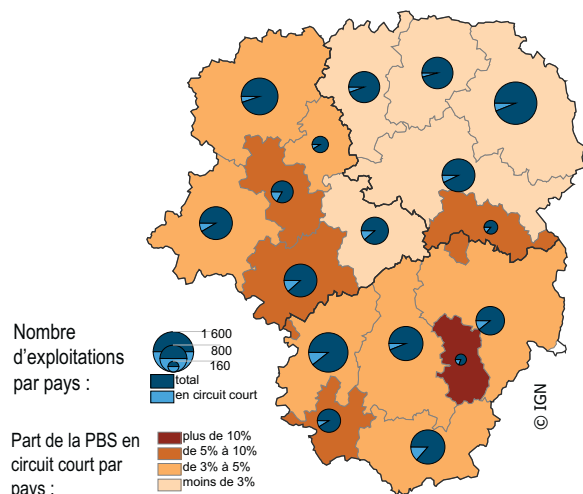 Nombre
d'exploitations
par pays :
1 600
800
160
total
en circuit court
Part de la PBS en
circuit court par
pays :
plus de 10%
de 5% à 10%
de 3% à 5%
moins de 3%
© IGN